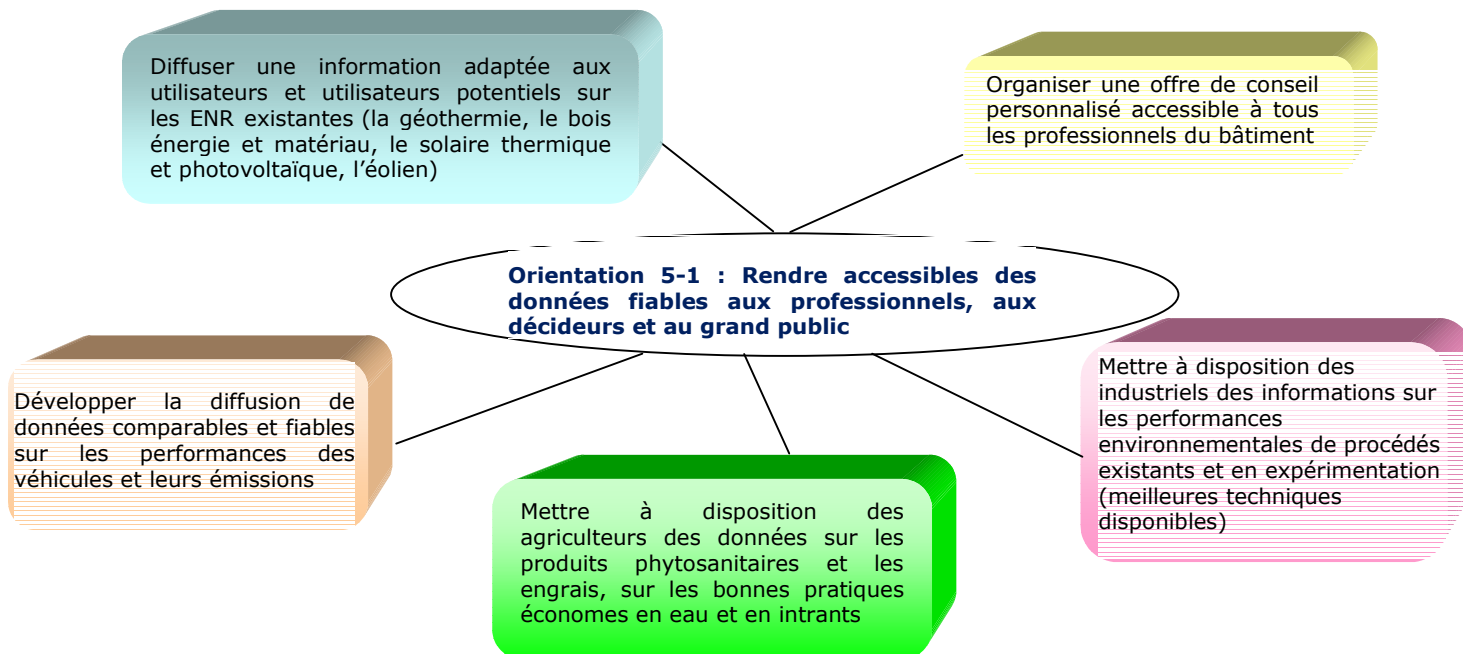 Diffuser une information adaptée aux
utilisateurs et utilisateurs potentiels sur
les ENR existantes (la géothermie, le bois
énergie et matériau, le solaire thermique
et photovoltaïque, l’éolien)
Organiser une offre de conseil
personnalisé accessible à tous
les professionnels du bâtiment
Orientation 5-1 : Rendre accessibles des
données fiables aux professionnels, aux
décideurs et au grand public
Développer la diffusion de
données comparables et fiables
sur les performances des
véhicules et leurs émissions
Mettre à disposition des
agriculteurs des données sur les
produits phytosanitaires et les
engrais, sur les bonnes pratiques
économes en eau et en intrants
Mettre à disposition des
industriels des informations sur
les performances
environnementales de procédés
existants et en expérimentation
(meilleures techniques
disponibles)